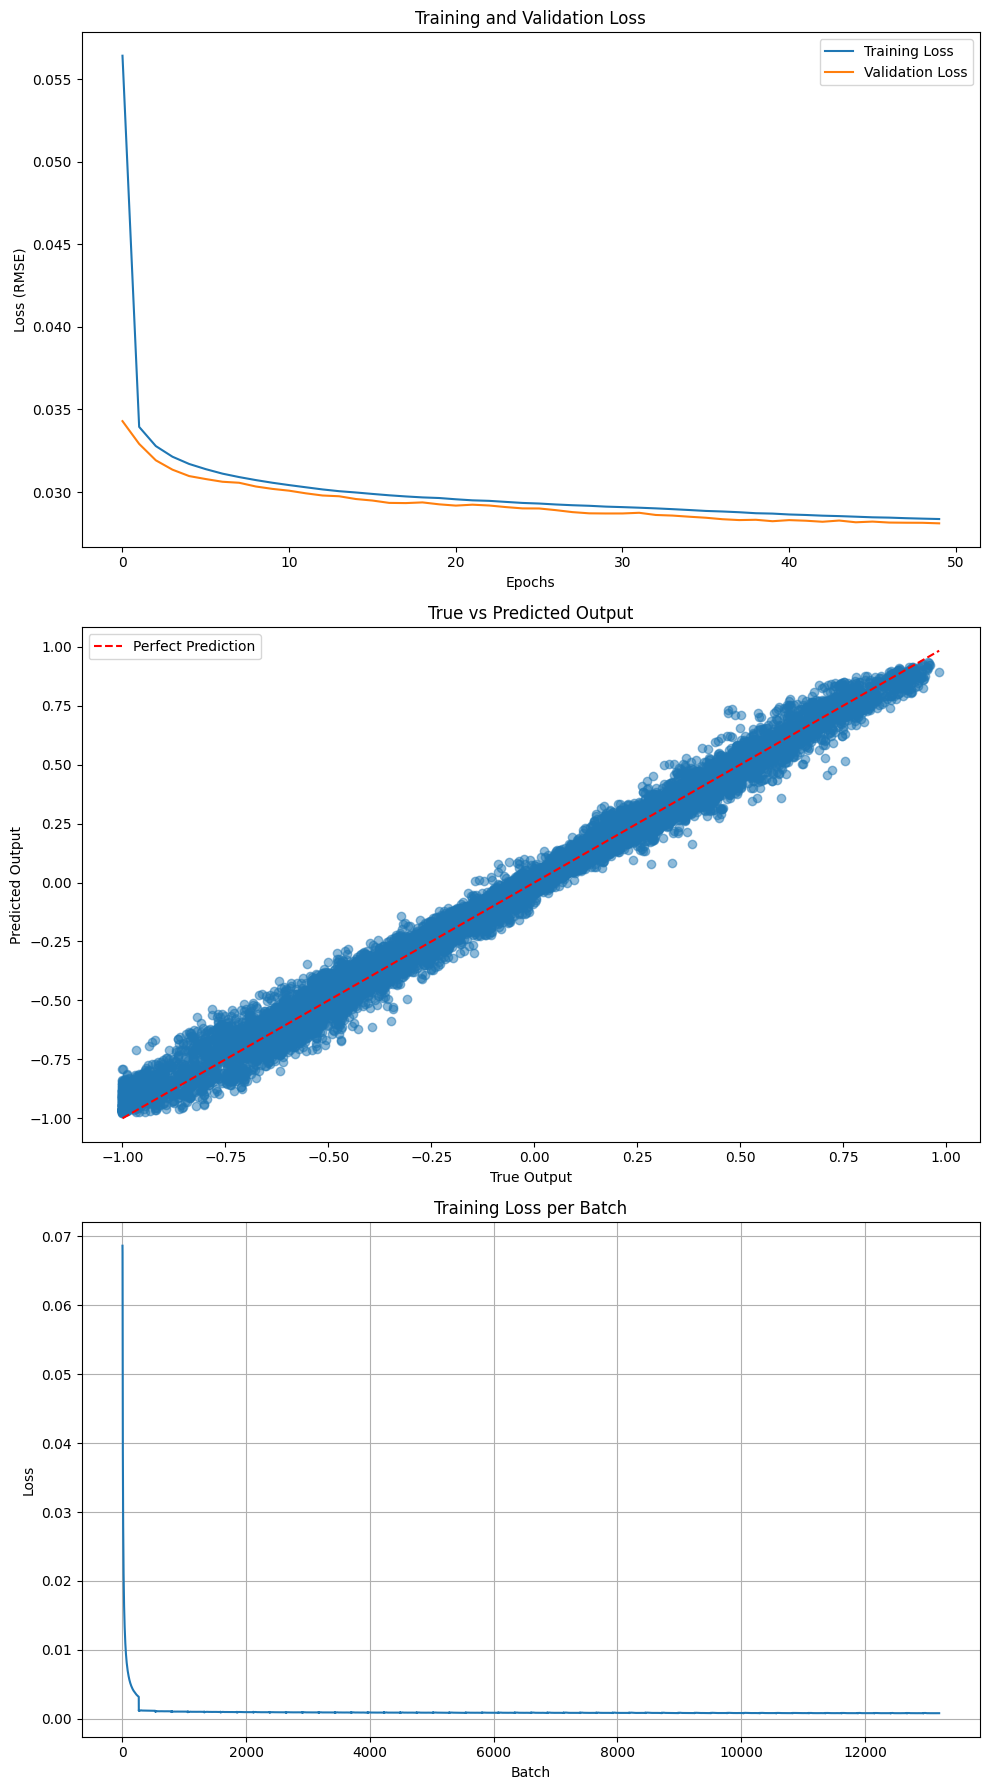 Training and Validation Loss
Training Loss
Validation Loss
0.055
0.050
0.045
0.040
0.035
0.030
Loss (RMSE)
0 10 20 30 40 50
Epochs
True vs Predicted Output
Perfect Prediction
1.00
0.75
0.50
0.25
0.00
−0.25
−0.50
−0.75
−1.00
Predicted Output
−1.00 −0.75 −0.50 −0.25 0.00 0.25 0.50 0.75 1.00
True Output
Training Loss per Batch
0.07
0.06
0.05
0.04
0.03
0.02
0.01
0.00
Loss
0 2000 4000 6000 8000 10000 12000
Batch